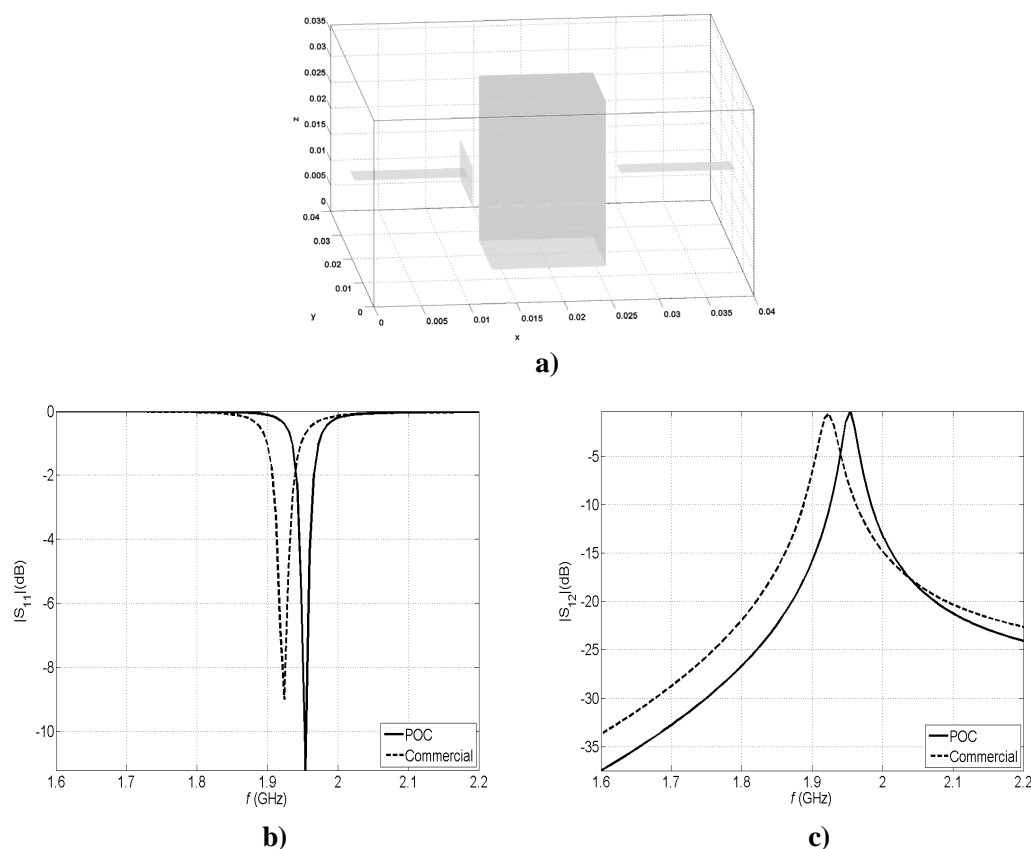 0.035
0.03
0.025
0.02
0.015
0.01
0.005
0
z
0.04
0.03
0.02
0.01
0
y
0
0.005
0.01
0.015
0.02
0.025
0.03
0.035
0.04
x
a)
0
-2
-4
-6
-8
-10
|S11|(dB)
1.6 1.7 1.8 1.9 2 2.1 2.2
f (GHz)
POC
Commercial
b)
-5
-10
-15
-20
-25
-30
-35
|S12|(dB)
1.6 1.7 1.8 1.9 2 2.1 2.2
f (GHz)
POC
Commercial
c)